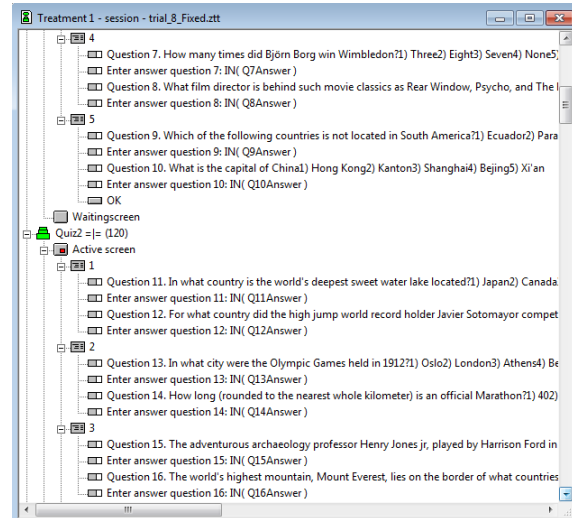 Treatment 1 - session - trial_8_Fixed.ztt
4
Question 7. How many times did Björn Borg win Wimbledon?1) Three2) Eight3) Seven4) None5)
Enter answer question 7: IN( Q7Answer )
Question 8. What film director is behind such movie classics as Rear Window, Psycho, and The
Enter answer question 8: IN( Q8Answer )
5
Question 9. Which of the following countries is not located in South America?1) Ecuador2) Para
Enter answer question 9: IN( Q9Answer )
Question 10. What is the capital of China1) Hong Kong2) Kanton3) Shanghai4) Bejing5) Xi'an
Enter answer question 10: IN( Q10Answer )
OK
Waitingscreen
Quiz2 =|= (120)
Active screen
1
Question 11. In what country is the world's deepest sweet water lake located?1) Japan2) Canada
Enter answer question 11: IN( Q11Answer )
Question 12. For what country did the high jump world record holder Javier Sotomayor compet
Enter answer question 12: IN( Q12Answer )
2
Question 13. In what city were the Olympic Games held in 1912?1) Oslo2) London3) Athens4) Be
Enter answer question 13: IN( Q13Answer )
Question 14. How long (rounded to the nearest whole kilometer) is an official Marathon?1) 402)
Enter answer question 14: IN( Q14Answer )
3
Question 15. The adventurous archaeology professor Henry Jones jr, played by Harrison Ford in
Enter answer question 15: IN( Q15Answer )
Question 16. The world's highest mountain, Mount Everest, lies on the border of what countries
Enter answer question 16: IN( Q16Answer )